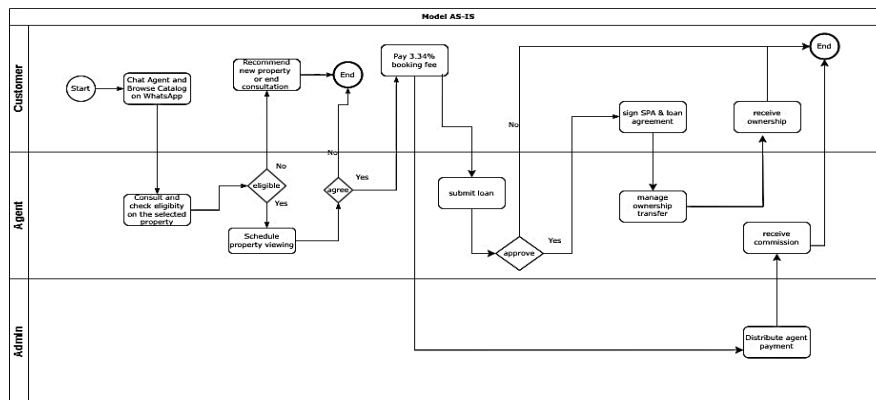 Model AS-IS
Customer
Start
Chat Agent and
Browse Catalog
on WhatsApp
Recommend
new property
or end
consultation
End
Pay 3.34%
booking fee
No
sign SPA & loan
agreement
receive
ownership
End
Agent
Consult and
check eligibity
on the selected
property
No
eligible
Yes
Schedule
property viewing
No
agree
Yes
submit loan
approve
Yes
manage
ownership
transfer
receive
commission
Admin
Distribute agent
payment